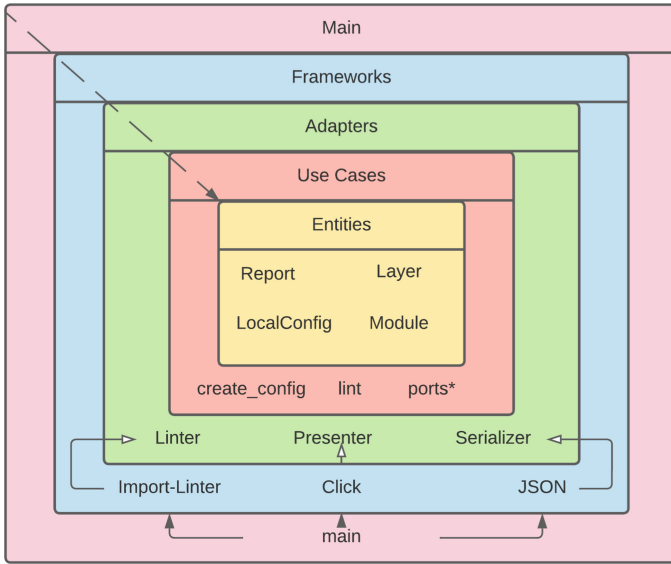 Main
Frameworks
Adapters
Use Cases
Entities
Report Layer
LocalConfig Module
create_config lint ports*
Linter Presenter Serializer
Import-Linter Click JSON
main